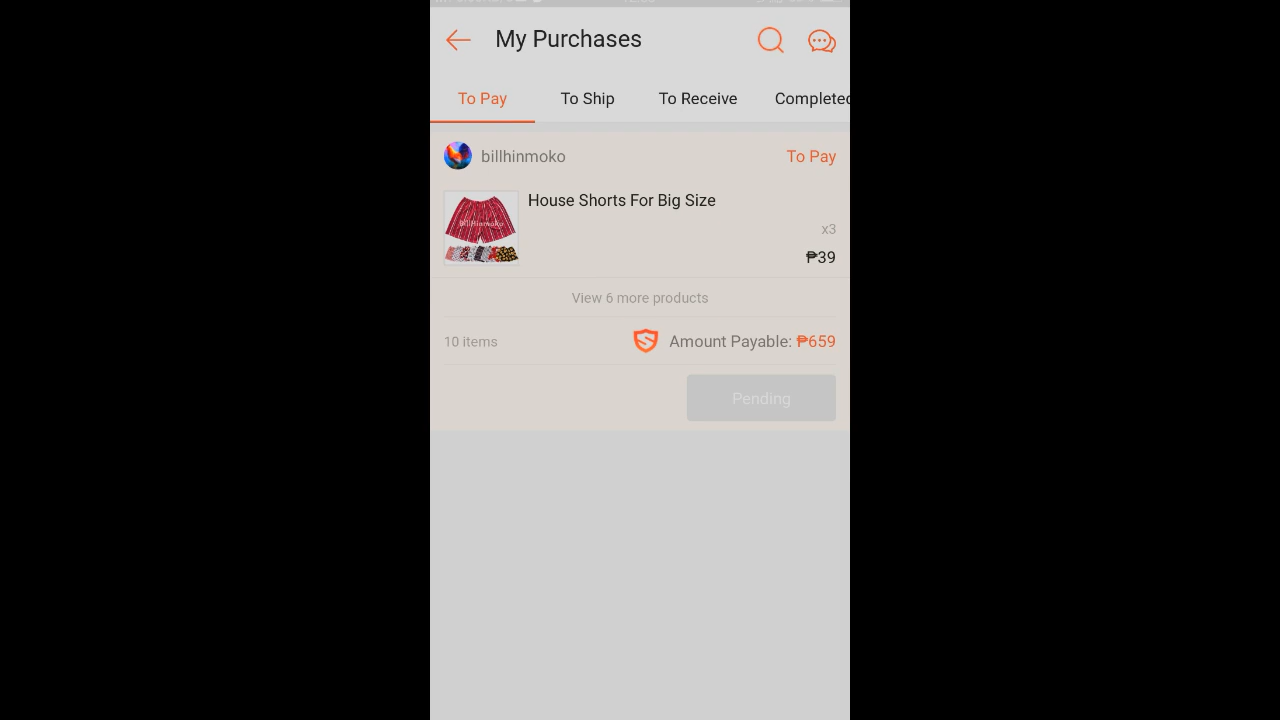 My Purchases
To Pay To Ship To Receive Completed
billhinmoko To Pay
House Shorts For Big Size
billhinmoko
x3
₱39
View 6 more products
10 items Amount Payable: ₱659
Pending